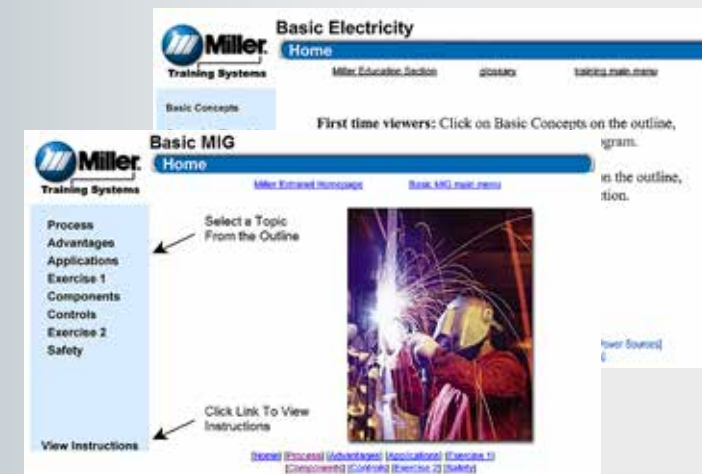 Basic Electricity
Miller.
Home
Training Systems
Miller Education Section glossary training main menu
Basic Concepts
First time viewers: Click on Basic Concepts on the outline,
Basic MIG
Miller.
Home
Training Systems
Miller Extranet Homepage Basic MIG main menu
on the outline,
Process
Advantages
Applications
Exercise 1
Components
Controls
Exercise 2
Safety
Select a Topic
From the Outline
Power Sources]
Click Link To View
Instructions
View Instructions
[Home] [Process] [Advantages] [Applications] [Exercise 1]
[Components] [Controls] [Exercise 2] [Safety]